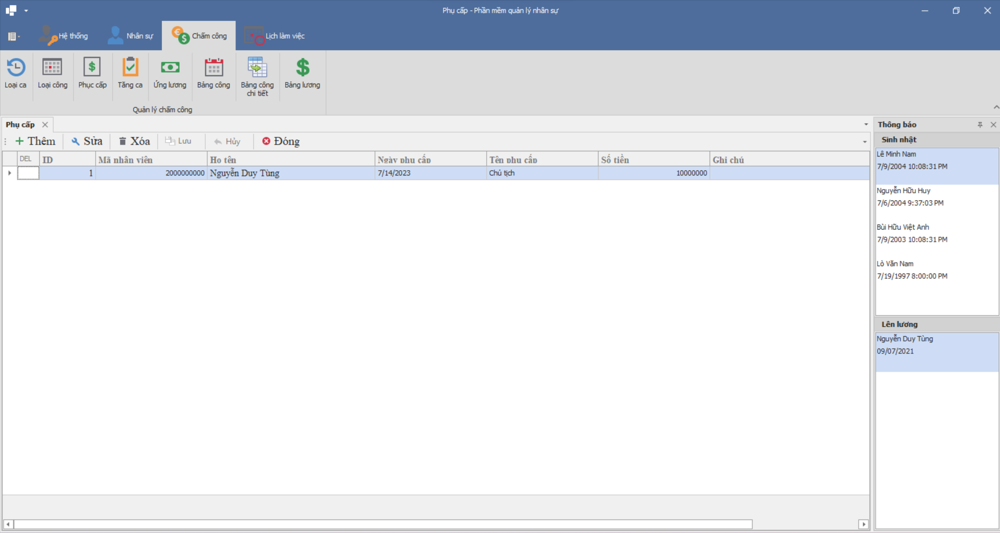 Phụ cấp - Phần mềm quản lý nhân sự
Hệ thống
Nhân sự
Chấm công
Lịch làm việc
Loại ca
Loại công
Phục cấp
Tăng ca
Ứng lương
Bảng công
Bảng công
chi tiết
Bảng lương
Quản lý chấm công
Phụ cấp
Thêm
Sửa
Xóa
Lưu
Hủy
Đóng
DEL ID Mã nhân viên Họ tên Ngày phụ cấp Tên phụ cấp Số tiền Ghi chú
1 2000000000 Nguyễn Duy Tùng 7/14/2023 Chủ tịch 10000000
Thông báo
Sinh nhật
Lê Minh Nam
7/9/2004 10:08:31 PM
Nguyễn Hữu Huy
7/6/2004 9:37:03 PM
Bùi Hữu Việt Anh
7/9/2003 10:08:31 PM
Lò Văn Nam
7/19/1997 8:00:00 PM
Lên lương
Nguyễn Duy Tùng
09/07/2021